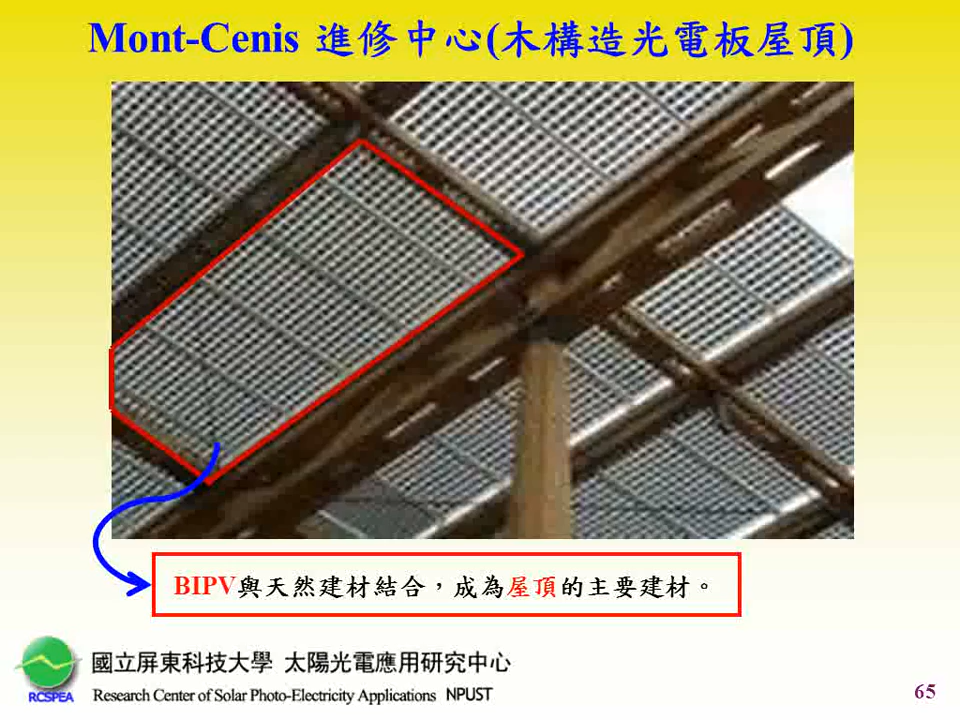 Mont-Cenis 進修中心(木構造光電板屋頂)
BIPV與天然建材結合，成為屋頂的主要建材。
國立屏東科技大學 太陽光電應用研究中心
RCSPEA
Research Center of Solar Photo-Electricity Applications NPUST
65